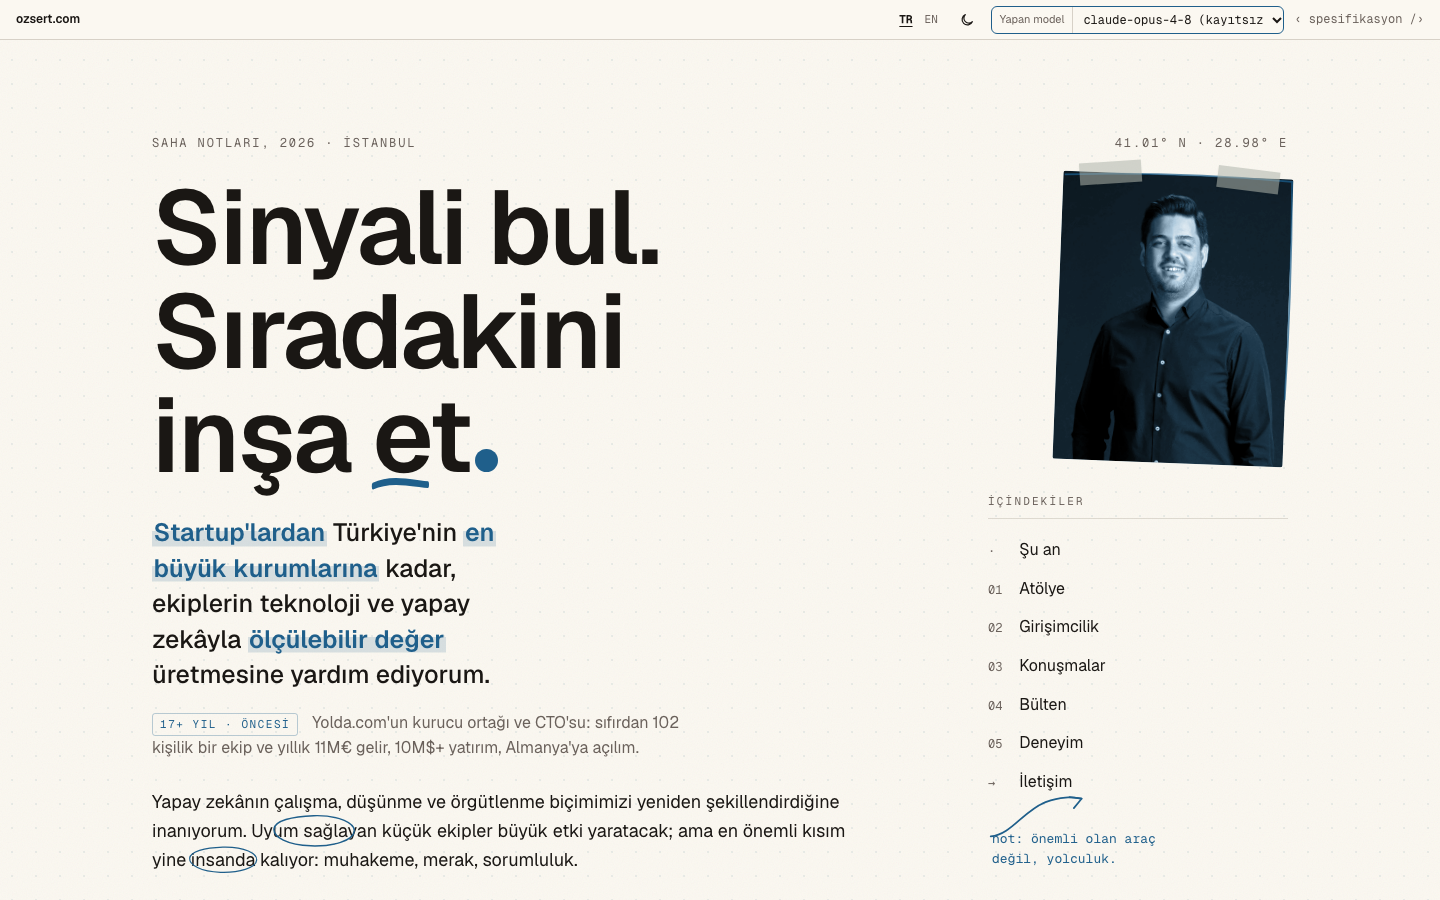 ozsert.com
TR EN
Yapan model claude-opus-4-8 (kayıtsız
‹ spesifikasyon /›
SAHA NOTLARI, 2026 · İSTANBUL
41.01° N · 28.98° E
Sinyali bul.
Sıradakini
inşa et.
Startup'lardan Türkiye'nin en
büyük kurumlarına kadar,
ekiplerin teknoloji ve yapay
zekâyla ölçülebilir değer
üretmesine yardım ediyorum.
17+ YIL · ÖNCESİ Yolda.com'un kurucu ortağı ve CTO'su: sıfırdan 102
kişilik bir ekip ve yıllık 11M€ gelir, 10M$+ yatırım, Almanya'ya açılım.
Yapay zekânın çalışma, düşünme ve örgütlenme biçimimizi yeniden şekillendirdiğine
inanıyorum. Uyum sağlayan küçük ekipler büyük etki yaratacak; ama en önemli kısım
yine insanda kalıyor: muhakeme, merak, sorumluluk.
İÇİNDEKİLER
· Şu an
01 Atölye
02 Girişimcilik
03 Konuşmalar
04 Bülten
05 Deneyim
→ İletişim
not: önemli olan araç
değil, yolculuk.